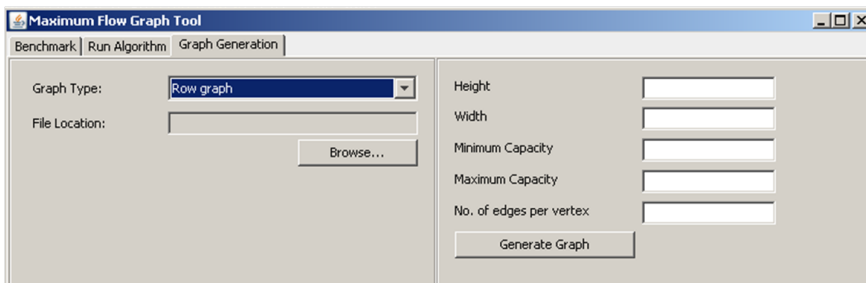 Maximum Flow Graph Tool
Benchmark Run Algorithm Graph Generation
Graph Type: Row graph
File Location:
Browse...
Height
Width
Minimum Capacity
Maximum Capacity
No. of edges per vertex
Generate Graph